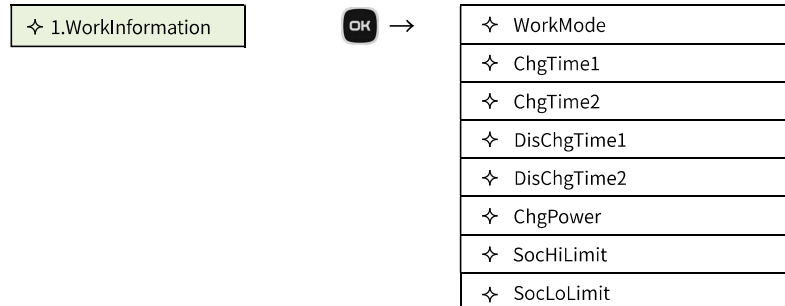 ✧ 1.WorkInformation
OK →
✧ WorkMode
✧ ChgTime1
✧ ChgTime2
✧ DisChgTime1
✧ DisChgTime2
✧ ChgPower
✧ SocHiLimit
✧ SocLoLimit